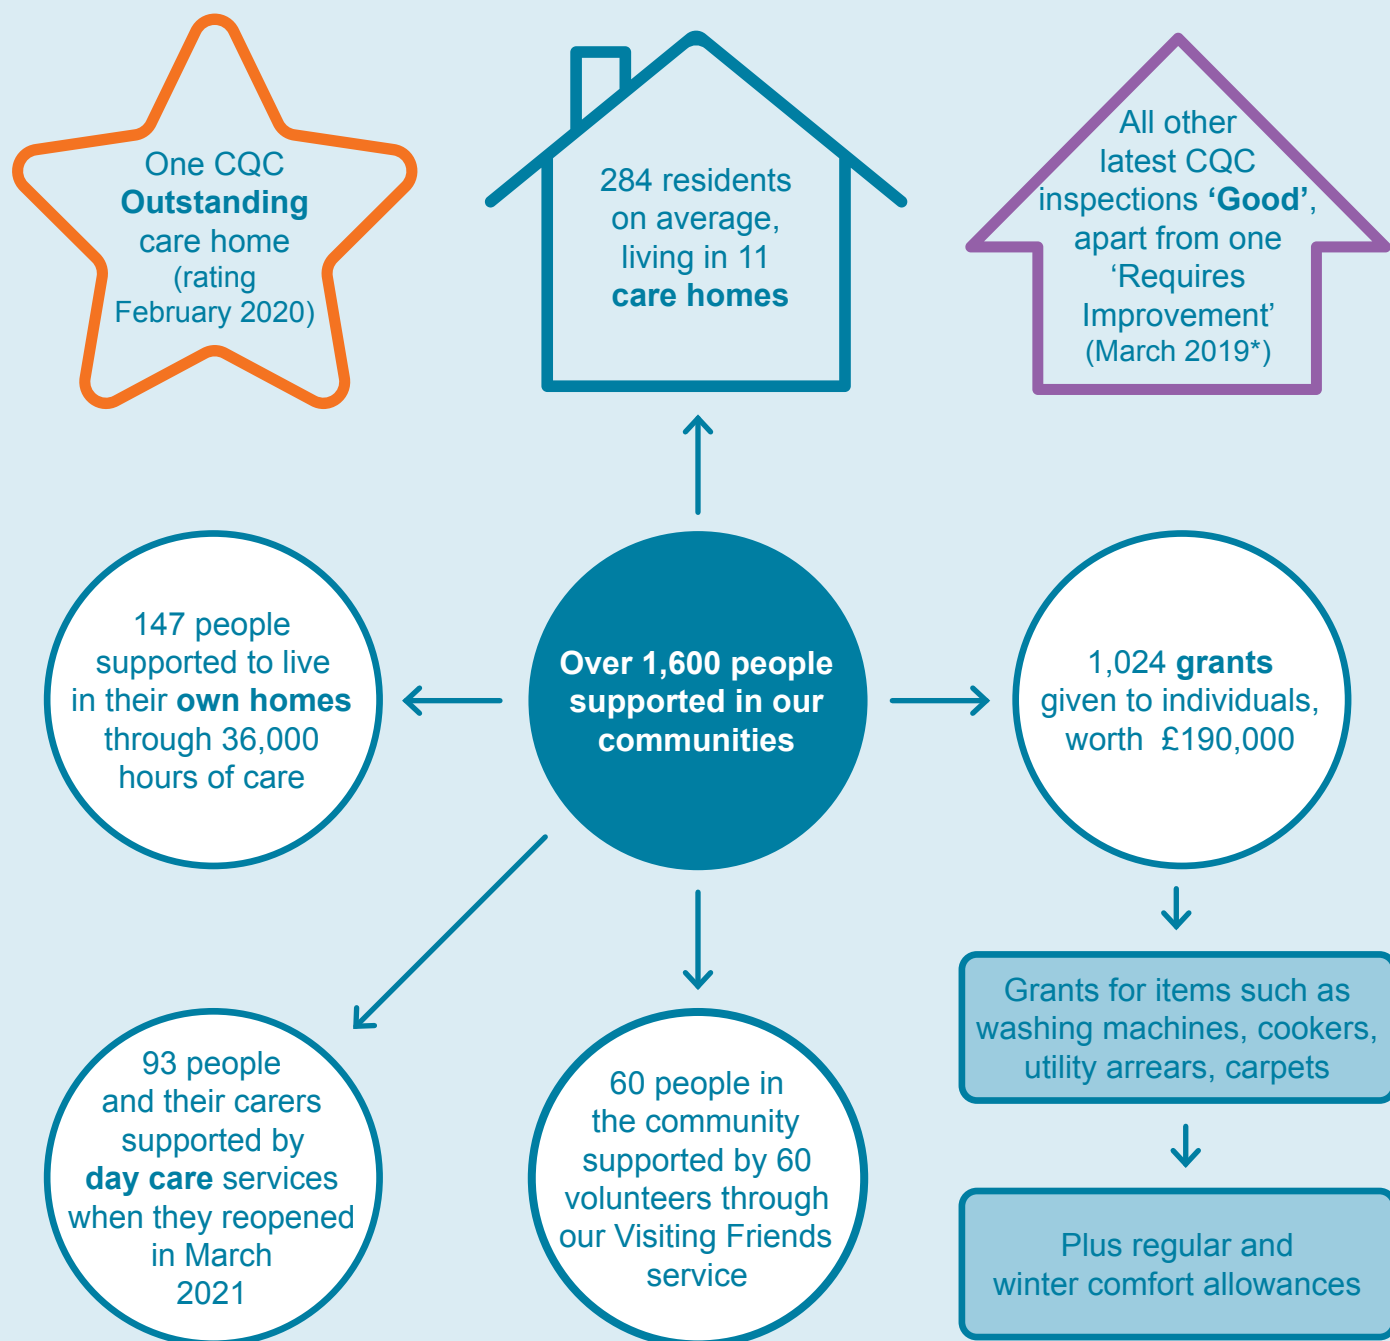 One CQC
Outstanding
care home
(rating
February 2020)
284 residents
on average,
living in 11
care homes
All other
latest CQC
inspections ‘Good’,
apart from one
‘Requires
Improvement’
(March 2019*)
147 people
supported to live
in their own homes
through 36,000
hours of care
Over 1,600 people
supported in our
communities
1,024 grants
given to individuals,
worth £190,000
93 people
and their carers
supported by
day care services
when they reopened
in March
2021
60 people in
the community
supported by 60
volunteers through
our Visiting Friends
service
Grants for items such as
washing machines, cookers,
utility arrears, carpets
Plus regular and
winter comfort allowances